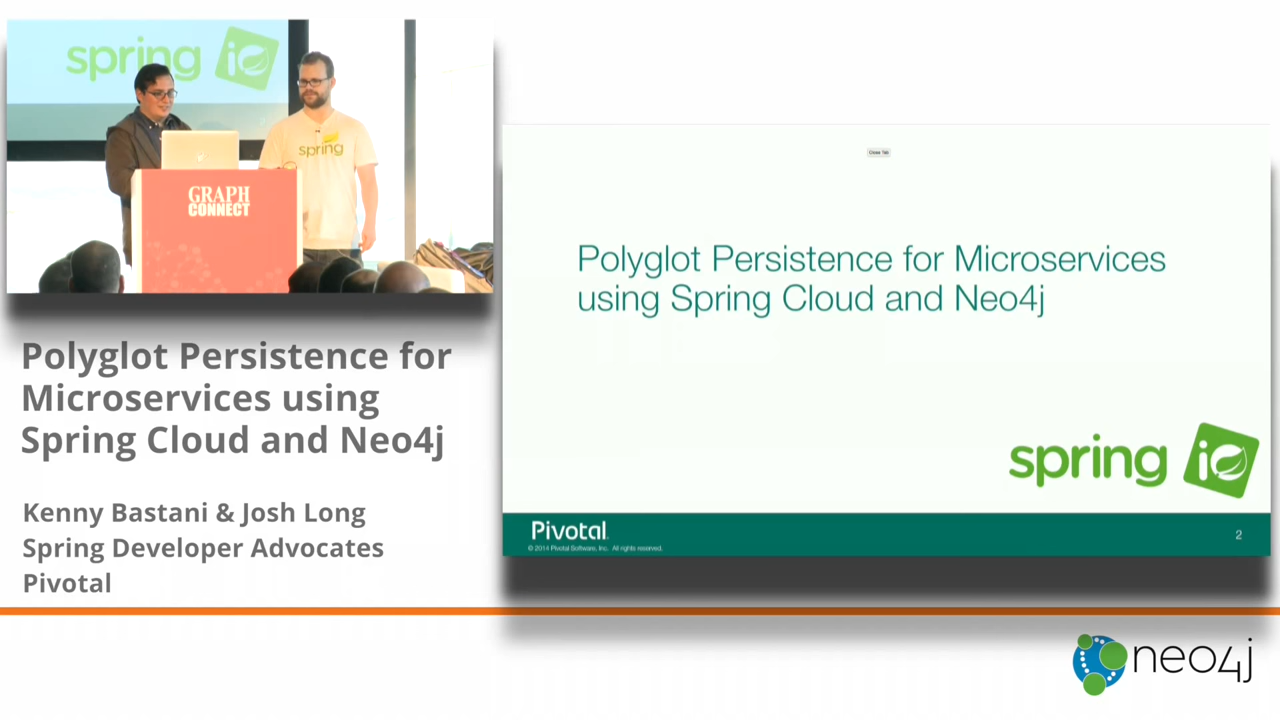 spring io
spring
GRAPH
CONNECT
Polyglot Persistence for
Microservices using
Spring Cloud and Neo4j
Kenny Bastani & Josh Long
Spring Developer Advocates
Pivotal
Close Tab
Polyglot Persistence for Microservices
using Spring Cloud and Neo4j
spring io
Pivotal
© 2014 Pivotal Software, Inc. All rights reserved.
2
neo4j